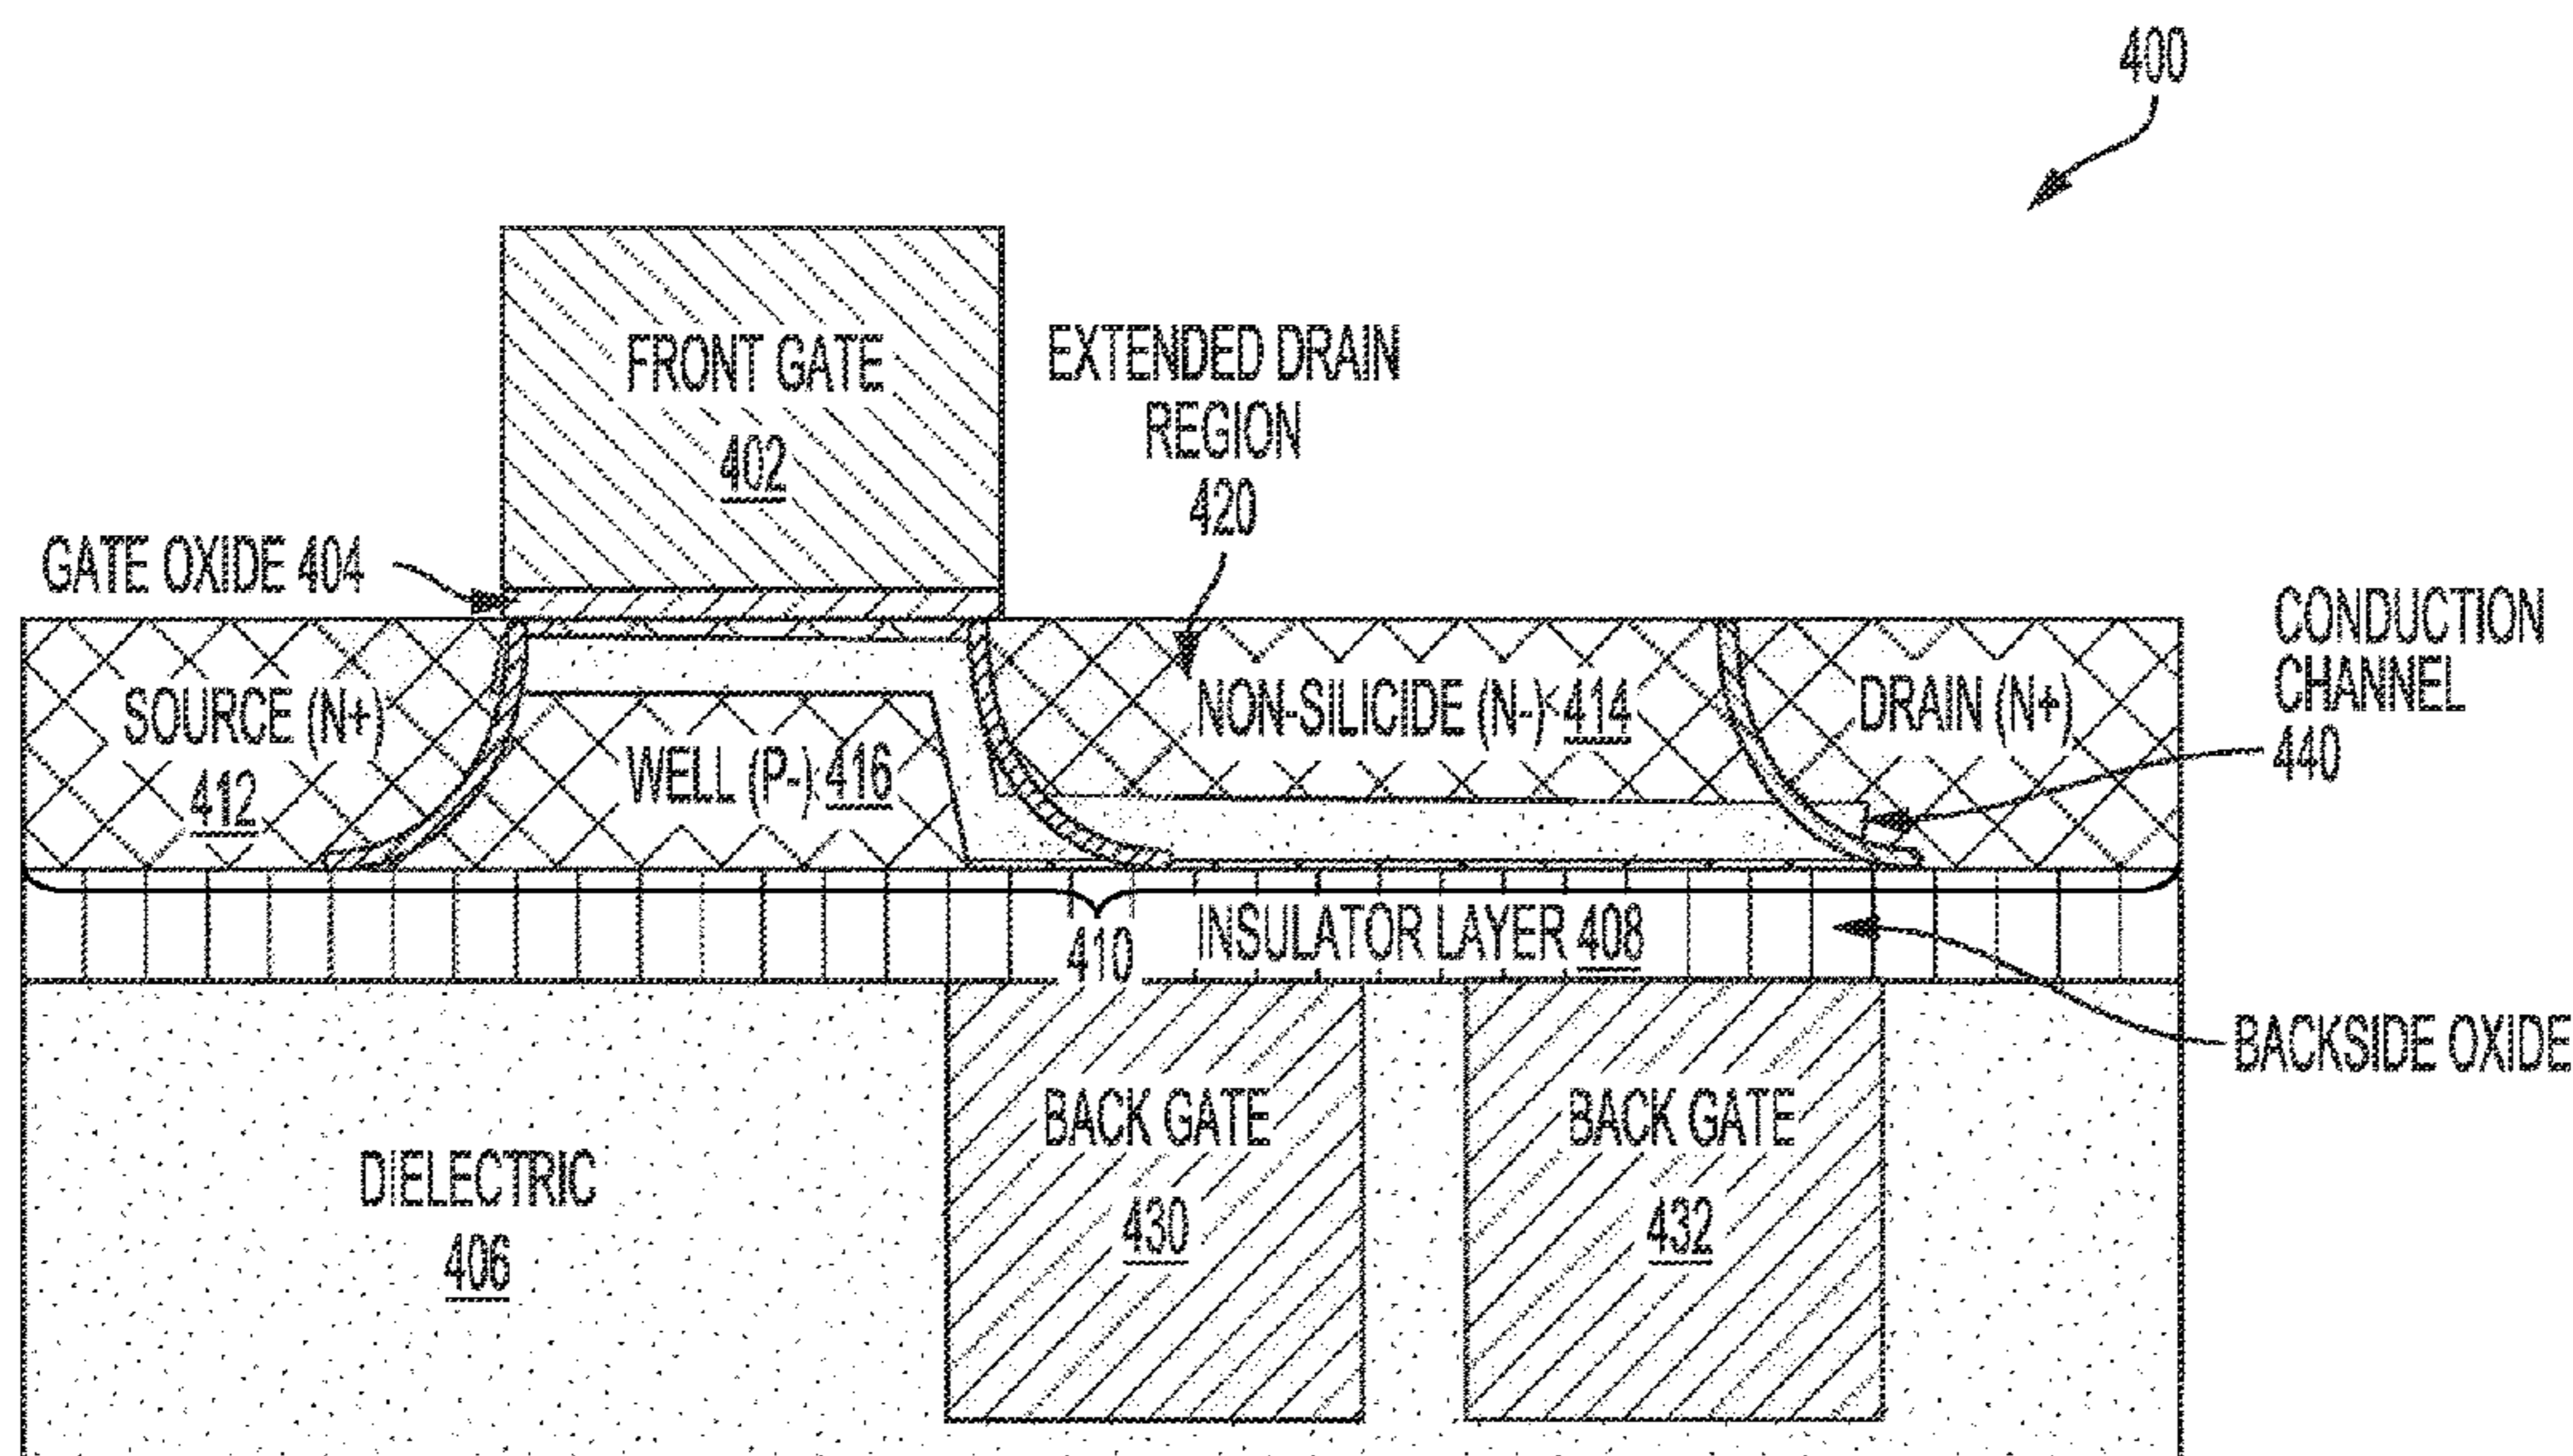 400
FRONT GATE
402
EXTENDED DRAIN
REGION
420
GATE OXIDE 404
CONDUCTION
CHANNEL
440
SOURCE (N+)
412
WELL (P-) 416
NON-SILICIDE (N-) 414
DRAIN (N+)
410
INSULATOR LAYER 408
BACKSIDE OXIDE
DIELECTRIC
406
BACK GATE
430
BACK GATE
432